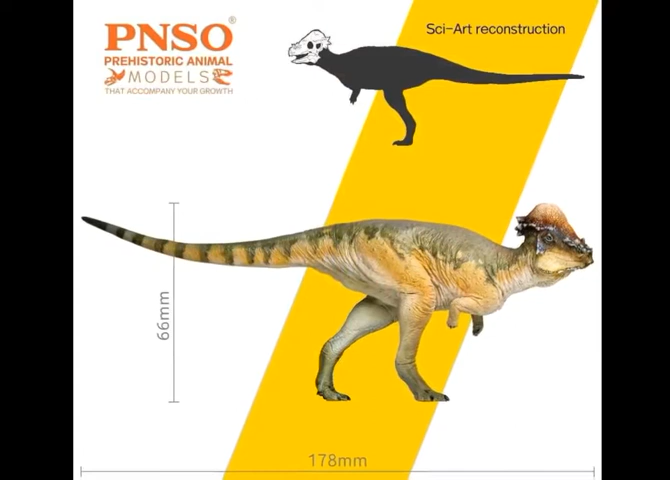 PNSO®
PREHISTORIC ANIMAL
MODELS
THAT ACCOMPANY YOUR GROWTH
Sci-Art reconstruction
66mm
178mm